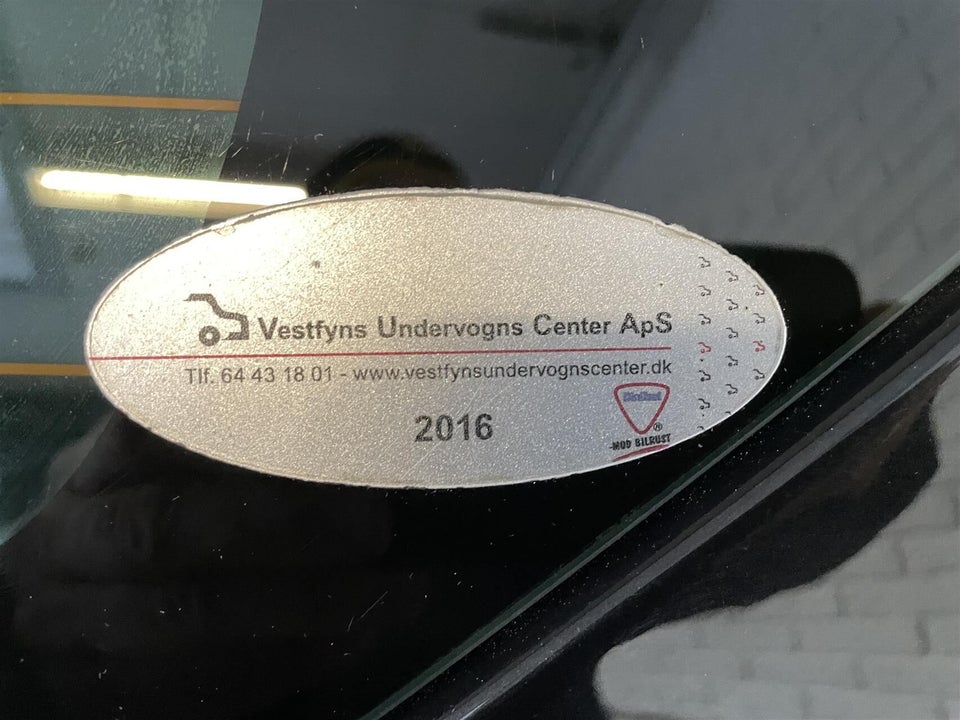 Vestfyns Undervogns Center ApS
Tlf. 64 43 18 01 - www.vestfynsundervognscenter.dk
2016
®
-MOD BILRUST